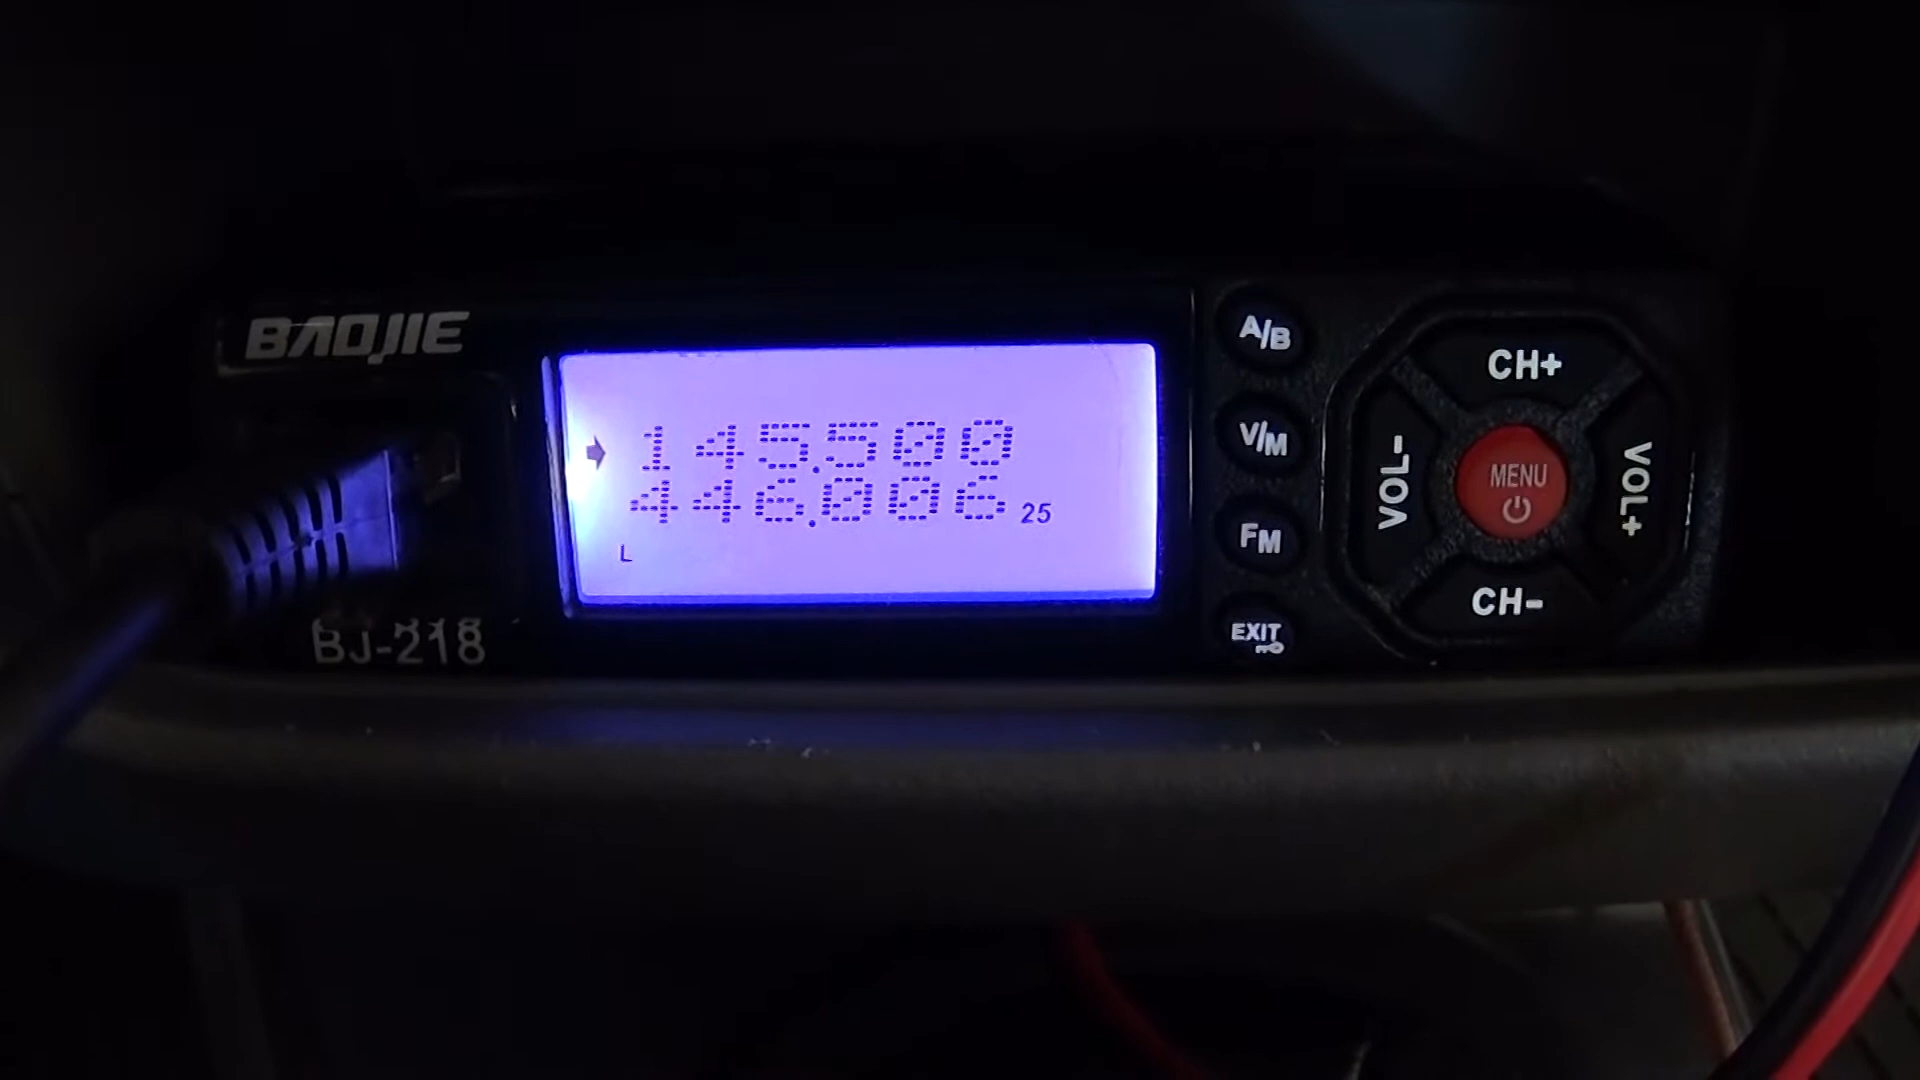 BAOJIE
145.500
446.006 25
L
BJ-218
A/B
V/M
FM
EXIT
CH+
VOL-
MENU
VOL+
CH-